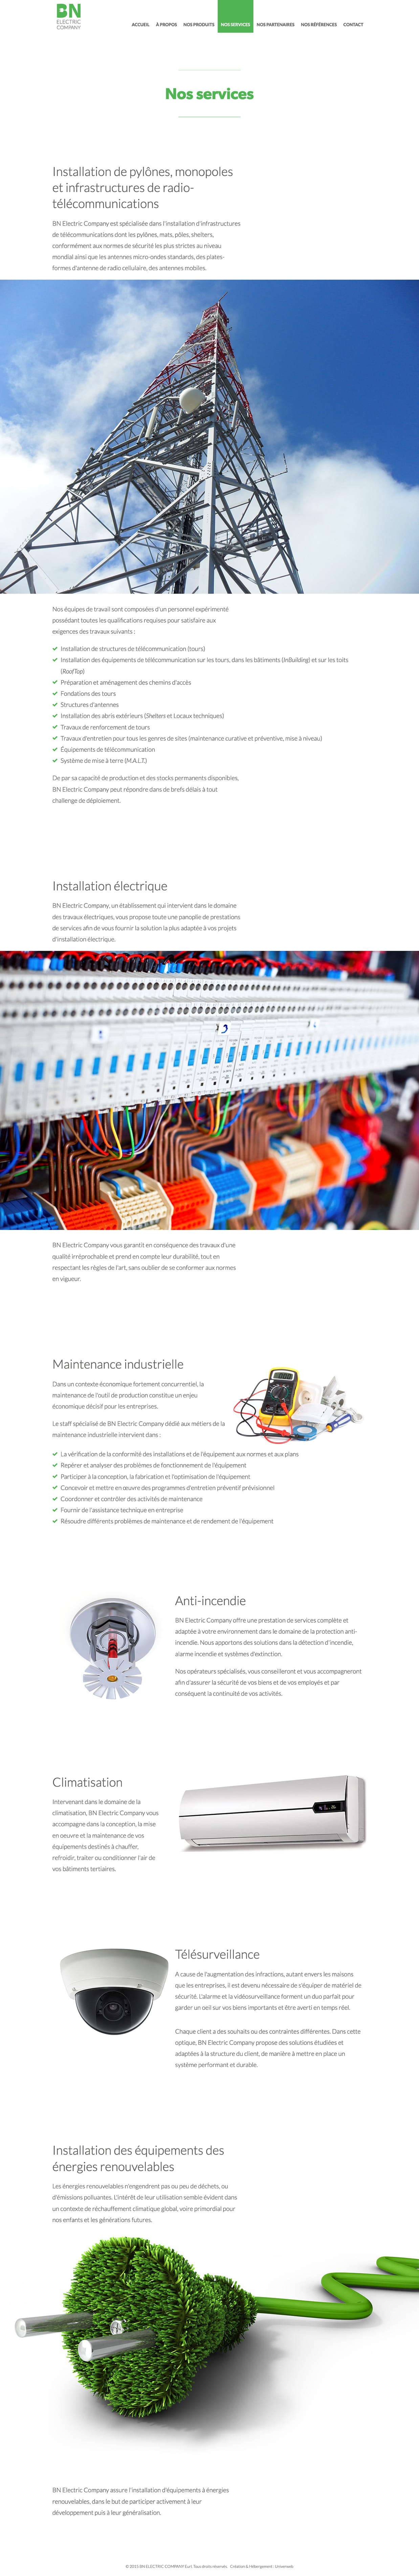 BN
ELECTRIC
COMPANY
ACCUEIL À PROPOS NOS PRODUITS NOS SERVICES NOS PARTENAIRES NOS RÉFÉRENCES CONTACT
Nos services
Installation de pylônes, monopoles
et infrastructures de radio-
télécommunications
BN Electric Company est spécialisée dans l'installation d'infrastructures
de télécommunications dont les pylônes, mats, pôles, shelters,
conformément aux normes de sécurité les plus strictes au niveau
mondial ainsi que les antennes micro-ondes standards, des plates-
formes d'antenne de radio cellulaire, des antennes mobiles.
Nos équipes de travail sont composées d'un personnel expérimenté
possédant toutes les qualifications requises pour satisfaire aux
exigences des travaux suivants :
Installation de structures de télécommunication (tours)
Installation des équipements de télécommunication sur les tours, dans les bâtiments (InBuilding) et sur les toits
(RoofTop)
Préparation et aménagement des chemins d'accès
Fondations des tours
Structures d'antennes
Installation des abris extérieurs (Shelters et Locaux techniques)
Travaux de renforcement de tours
Travaux d'entretien pour tous les genres de sites (maintenance curative et préventive, mise à niveau)
Équipements de télécommunication
Système de mise à terre (M.A.L.T.)
De par sa capacité de production et des stocks permanents disponibles,
BN Electric Company peut répondre dans de brefs délais à tout
challenge de déploiement.
Installation électrique
BN Electric Company, un établissement qui intervient dans le domaine
des travaux électriques, vous propose toute une panoplie de prestations
de services afin de vous fournir la solution la plus adaptée à vos projets
d'installation électrique.
BN Electric Company vous garantit en conséquence des travaux d'une
qualité irréprochable et prend en compte leur durabilité, tout en
respectant les règles de l'art, sans oublier de se conformer aux normes
en vigueur.
Maintenance industrielle
Dans un contexte économique fortement concurrentiel, la
maintenance de l'outil de production constitue un enjeu
économique décisif pour les entreprises.
Le staff spécialisé de BN Electric Company dédié aux métiers de la
maintenance industrielle intervient dans :
La vérification de la conformité des installations et de l'équipement aux normes et aux plans
Repérer et analyser des problèmes de fonctionnement de l'équipement
Participer à la conception, la fabrication et l'optimisation de l'équipement
Concevoir et mettre en œuvre des programmes d'entretien préventif prévisionnel
Coordonner et contrôler des activités de maintenance
Fournir de l'assistance technique en entreprise
Résoudre différents problèmes de maintenance et de rendement de l'équipement
Anti-incendie
BN Electric Company offre une prestation de services complète et
adaptée à votre environnement dans le domaine de la protection anti-
incendie. Nous apportons des solutions dans la détection d'incendie,
alarme incendie et systèmes d'extinction.
Nos opérateurs spécialisés, vous conseilleront et vous accompagneront
afin d'assurer la sécurité de vos biens et de vos employés et par
conséquent la continuité de vos activités.
Climatisation
Intervenant dans le domaine de la
climatisation, BN Electric Company vous
accompagne dans la conception, la mise
en oeuvre et la maintenance de vos
équipements destinés à chauffer,
refroidir, traiter ou conditionner l'air de
vos bâtiments tertiaires.
Télésurveillance
A cause de l'augmentation des infractions, autant envers les maisons
que les entreprises, il est devenu nécessaire de s'équiper de matériel de
sécurité. L'alarme et la vidéosurveillance forment un duo parfait pour
garder un oeil sur vos biens importants et être averti en temps réel.
Chaque client a des souhaits ou des contraintes différentes. Dans cette
optique, BN Electric Company propose des solutions étudiées et
adaptées à la structure du client, de manière à mettre en place un
système performant et durable.
Installation des équipements des
énergies renouvelables
Les énergies renouvelables n'engendrent pas ou peu de déchets, ou
d'émissions polluantes. L'intérêt de leur utilisation semble évident dans
un contexte de réchauffement climatique global, voire primordial pour
nos enfants et les générations futures.
BN Electric Company assure l'installation d'équipements à énergies
renouvelables, dans le but de participer activement à leur
développement puis à leur généralisation.
© 2015 BN ELECTRIC COMPANY Eurl. Tous droits réservés. Création & Hébergement : Universweb